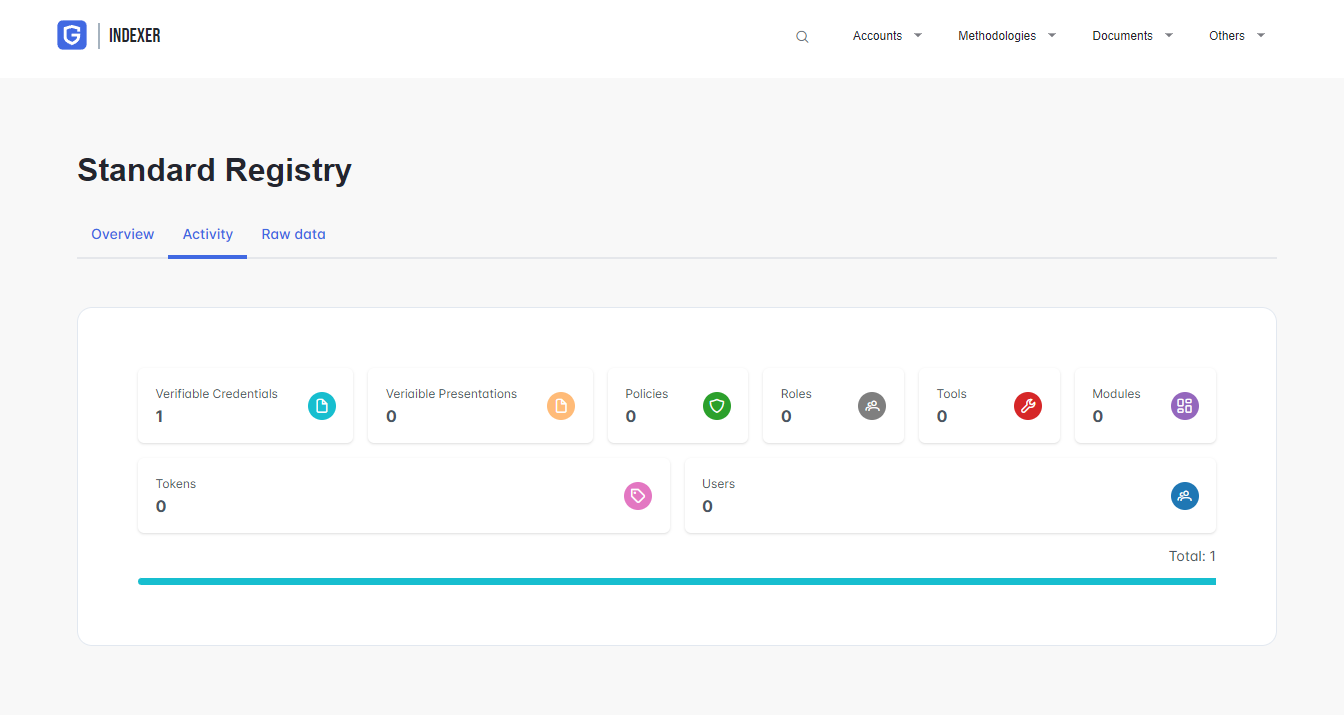 INDEXER
Accounts Methodologies Documents Others
Standard Registry
Overview Activity Raw data
Verifiable Credentials
1
Veriaible Presentations
0
Policies
0
Roles
0
Tools
0
Modules
0
Tokens
0
Users
0
Total: 1